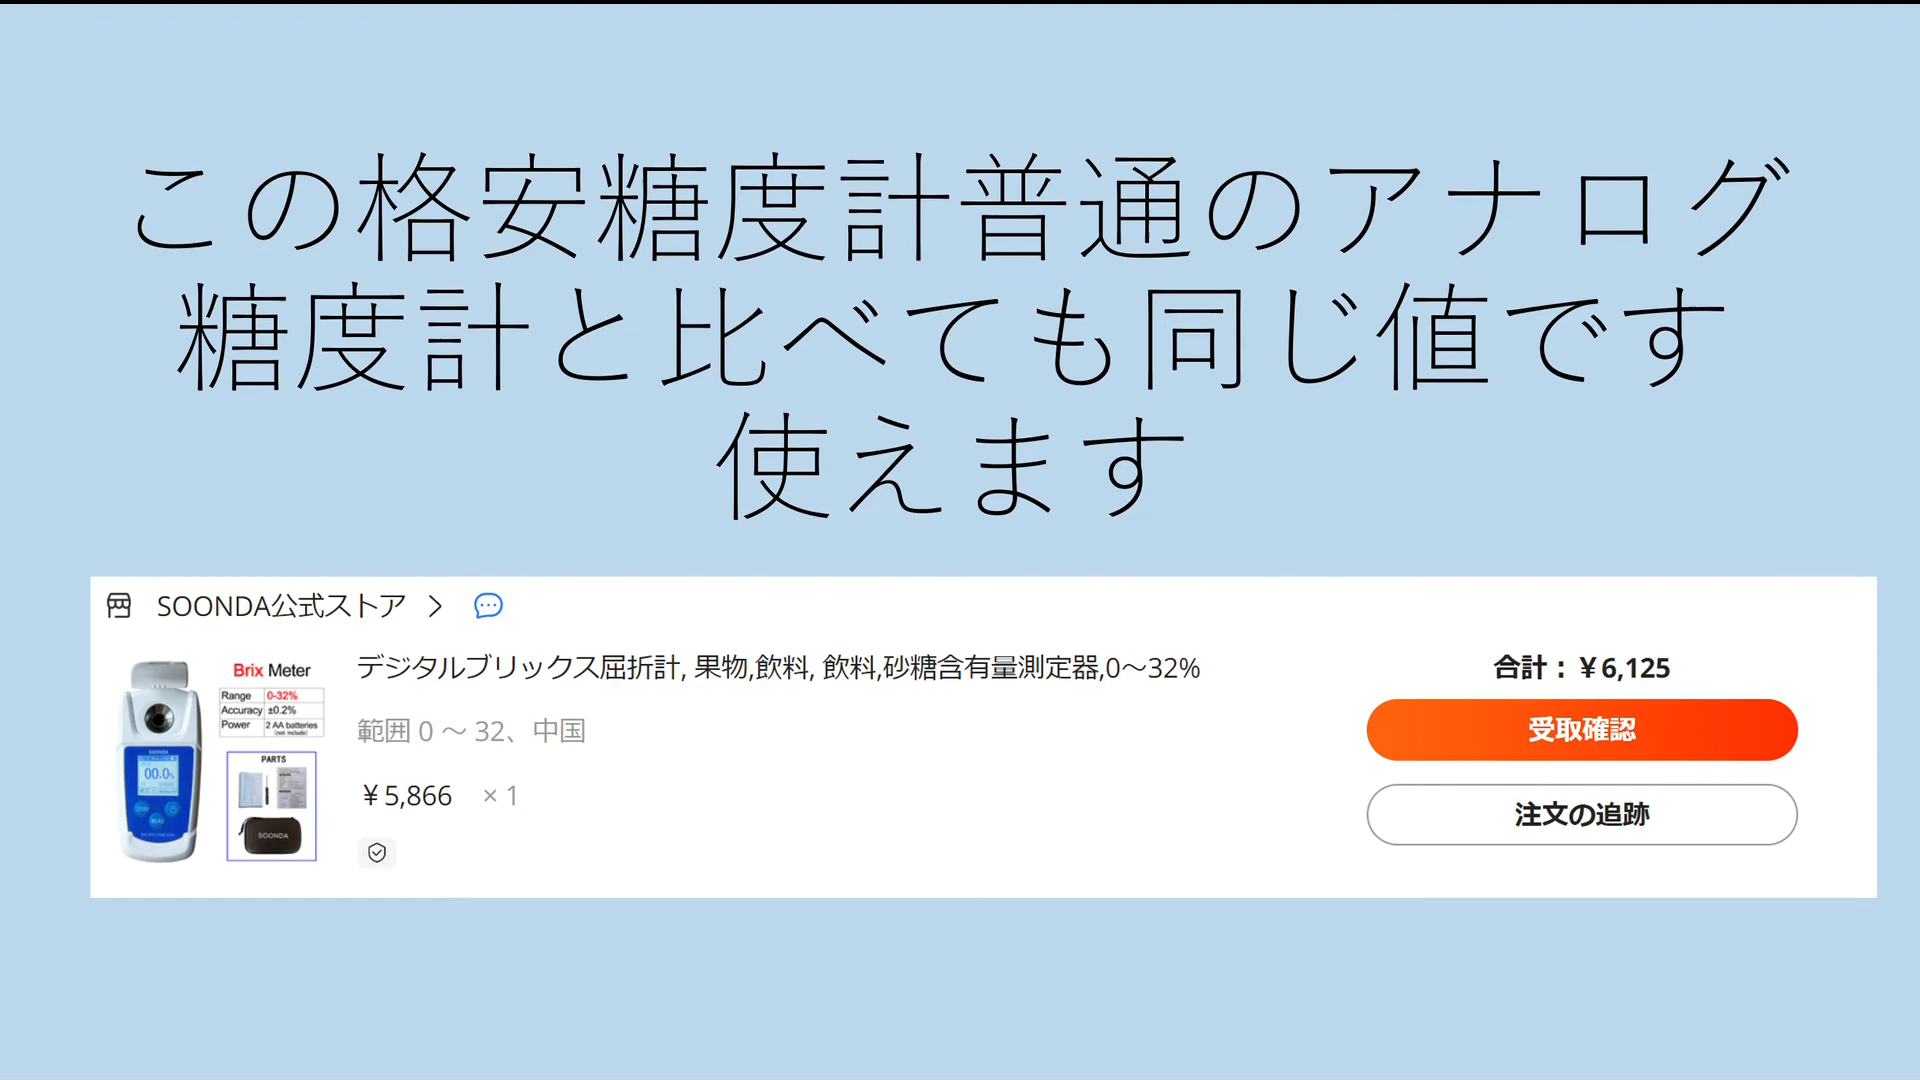 この格安糖度計普通のアナログ
糖度計と比べても同じ値です
使えます
SOONDA公式ストア
Brix Meter
Range 0-32%
Accuracy ±0.2%
Power 2 AA batteries
(not include)
PARTS
SOONDA
SOONDA
00.0%
デジタルブリックス屈折計, 果物,飲料, 飲料,砂糖含有量測定器,0～32%
範囲 0 ～ 32、中国
￥5,866 × 1
合計：￥6,125
受取確認
注文の追跡